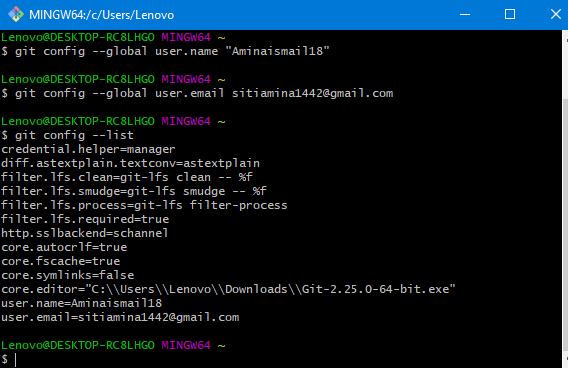 MINGW64:/c/Users/Lenovo
Lenovo@DESKTOP-RC8LHGO MINGW64 ~
$ git config --global user.name "Aminaismail18"
Lenovo@DESKTOP-RC8LHGO MINGW64 ~
$ git config --global user.email sitiamina1442@gmail.com
Lenovo@DESKTOP-RC8LHGO MINGW64 ~
$ git config --list
credential.helper=manager
diff.astextplain.textconv=astextplain
filter.lfs.clean=git-lfs clean -- %f
filter.lfs.smudge=git-lfs smudge -- %f
filter.lfs.process=git-lfs filter-process
filter.lfs.required=true
http.sslbackend=schannel
core.autocrlf=true
core.fscache=true
core.symlinks=false
core.editor="C:\\Users\\Lenovo\\Downloads\\Git-2.25.0-64-bit.exe"
user.name=Aminaismail18
user.email=sitiamina1442@gmail.com
Lenovo@DESKTOP-RC8LHGO MINGW64 ~
$